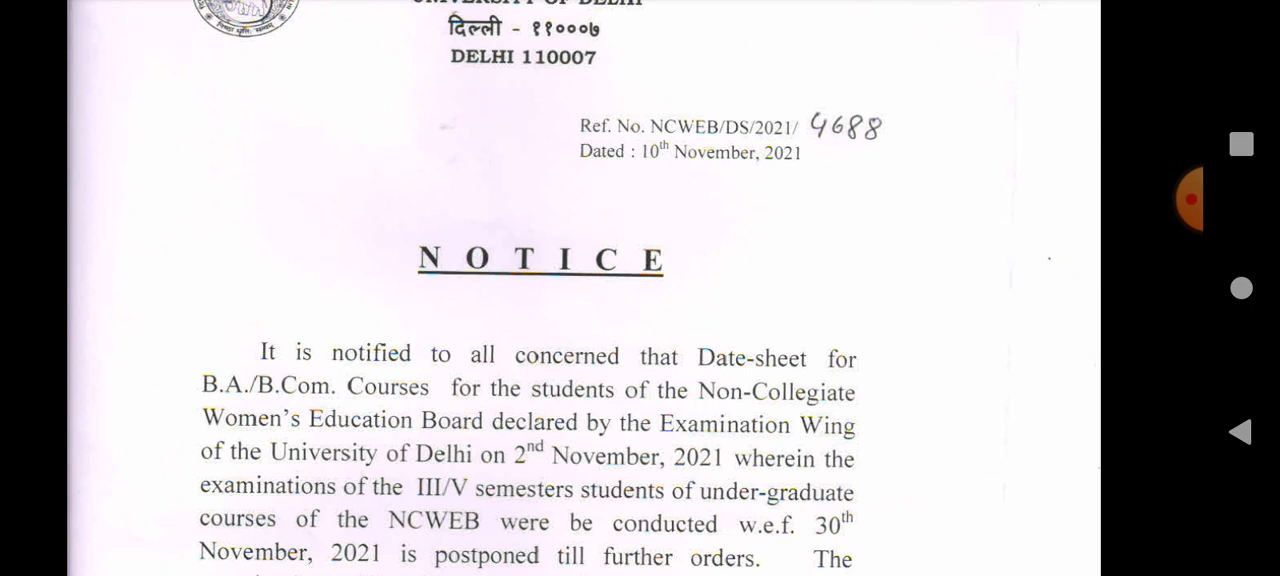 UNIVERSITY OF DELHI
दिल्ली - ११०००७
DELHI 110007
Ref. No. NCWEB/DS/2021/ 4688
Dated : 10th November, 2021
N O T I C E
It is notified to all concerned that Date-sheet for
B.A./B.Com. Courses for the students of the Non-Collegiate
Women's Education Board declared by the Examination Wing
of the University of Delhi on 2nd November, 2021 wherein the
examinations of the III/V semesters students of under-graduate
courses of the NCWEB were be conducted w.e.f. 30th
November, 2021 is postponed till further orders. The